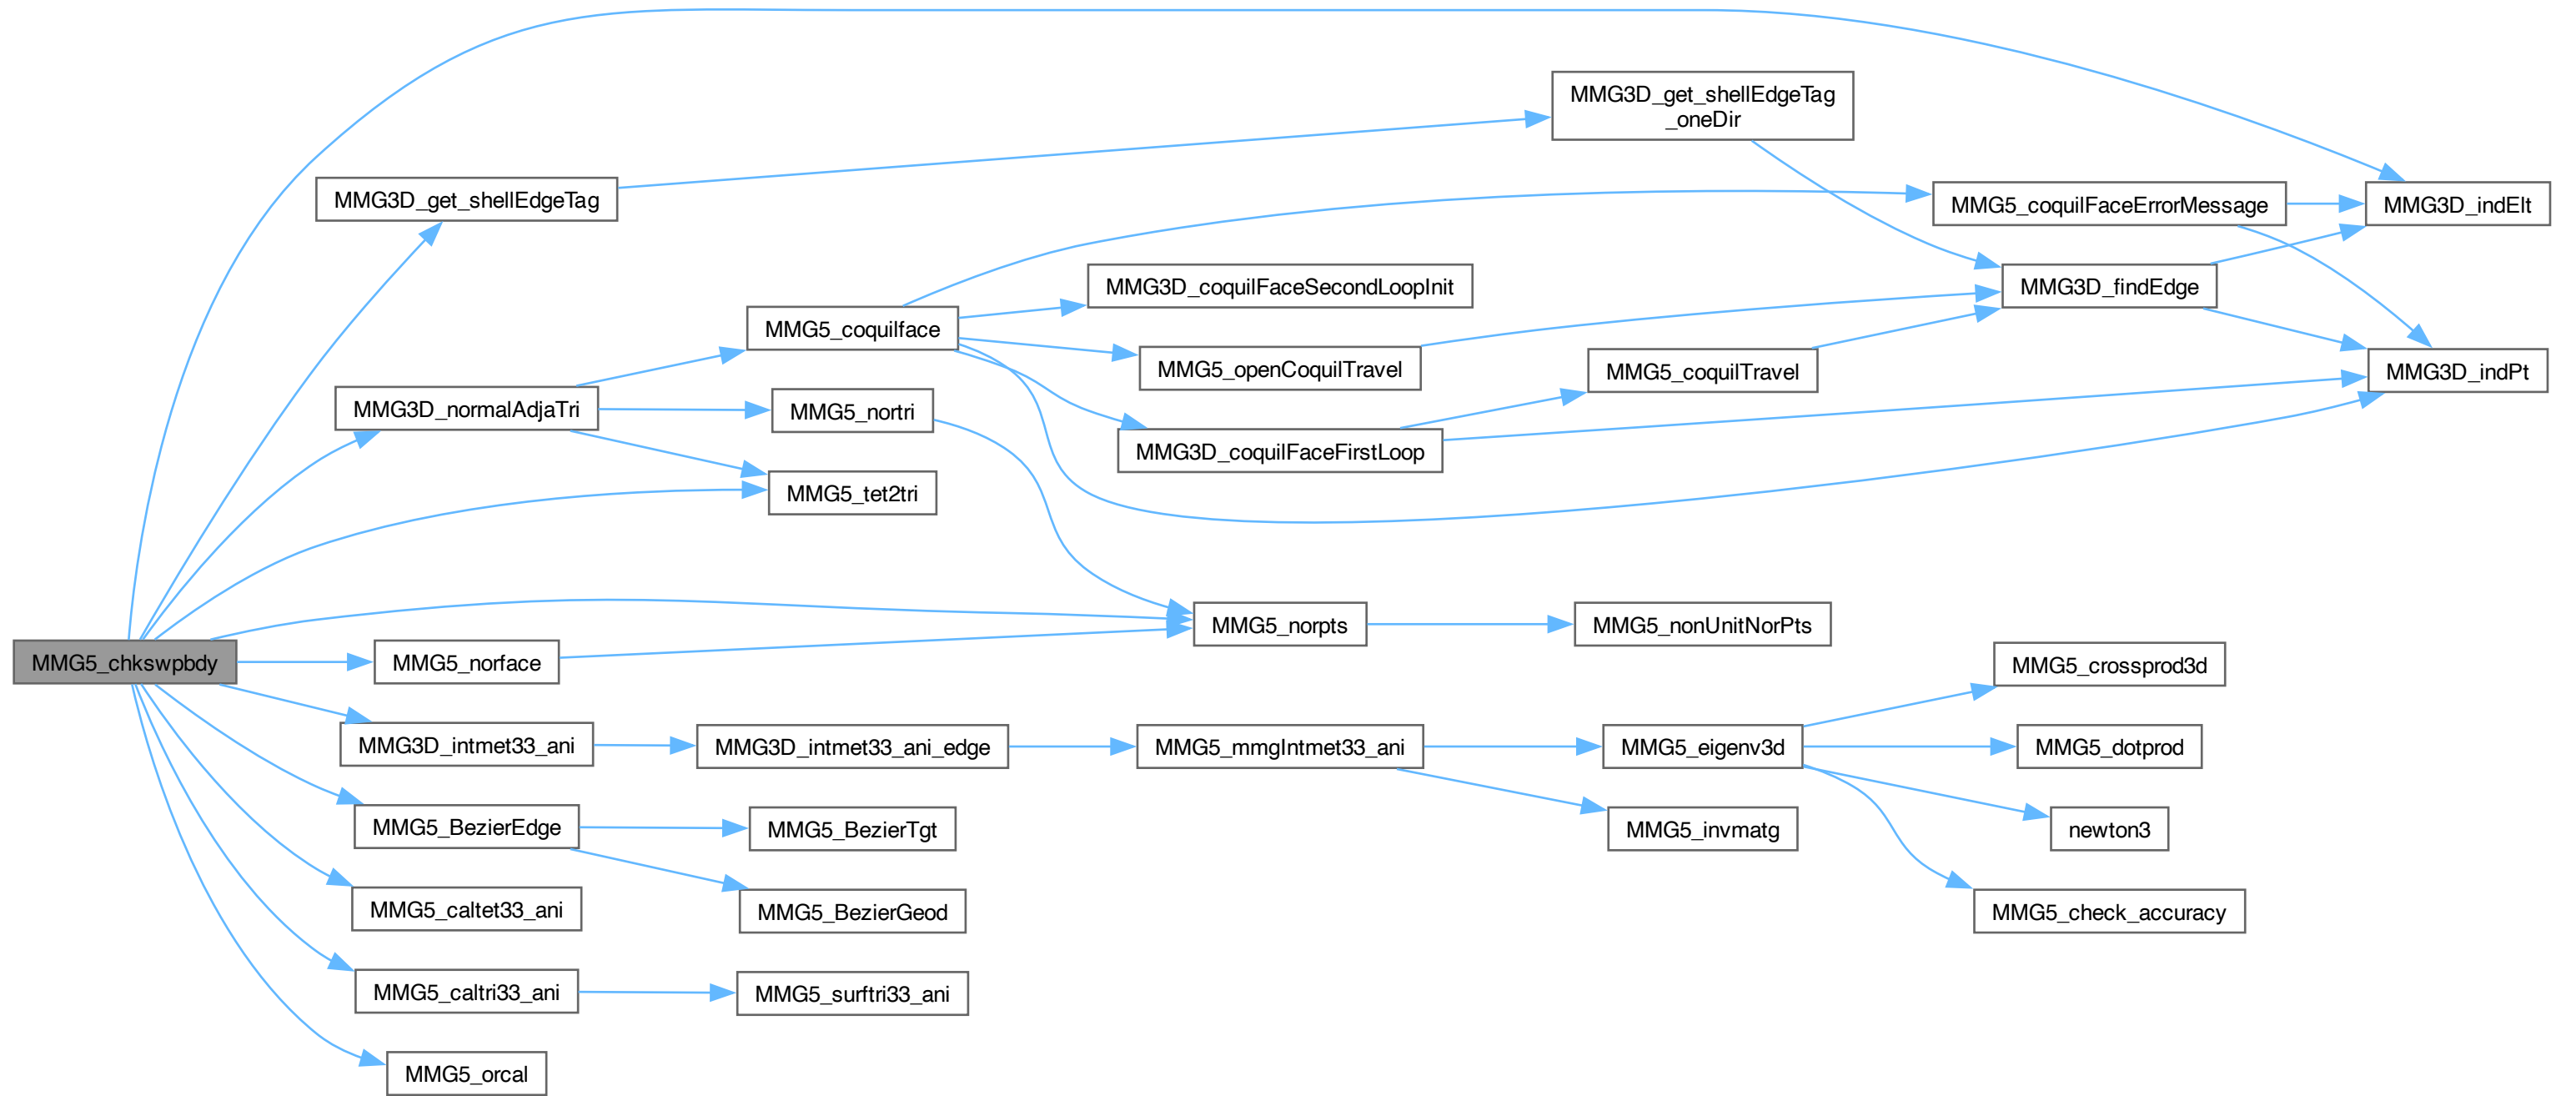 MMG5_chkswpbdy
MMG3D_get_shellEdgeTag
MMG3D_normalAdjaTri
MMG5_norface
MMG3D_intmet33_ani
MMG5_BezierEdge
MMG5_caltet33_ani
MMG5_caltri33_ani
MMG5_orcal
MMG5_coquilface
MMG5_nortri
MMG5_tet2tri
MMG3D_intmet33_ani_edge
MMG5_BezierTgt
MMG5_BezierGeod
MMG5_surftri33_ani
MMG3D_coquilFaceSecondLoopInit
MMG5_openCoquilTravel
MMG3D_coquilFaceFirstLoop
MMG5_norpts
MMG5_mmgIntmet33_ani
MMG3D_get_shellEdgeTag
_oneDir
MMG5_coquilTravel
MMG5_nonUnitNorPts
MMG5_eigenv3d
MMG5_invmatg
MMG5_coquilFaceErrorMessage
MMG3D_findEdge
MMG5_crossprod3d
MMG5_dotprod
newton3
MMG5_check_accuracy
MMG3D_indElt
MMG3D_indPt